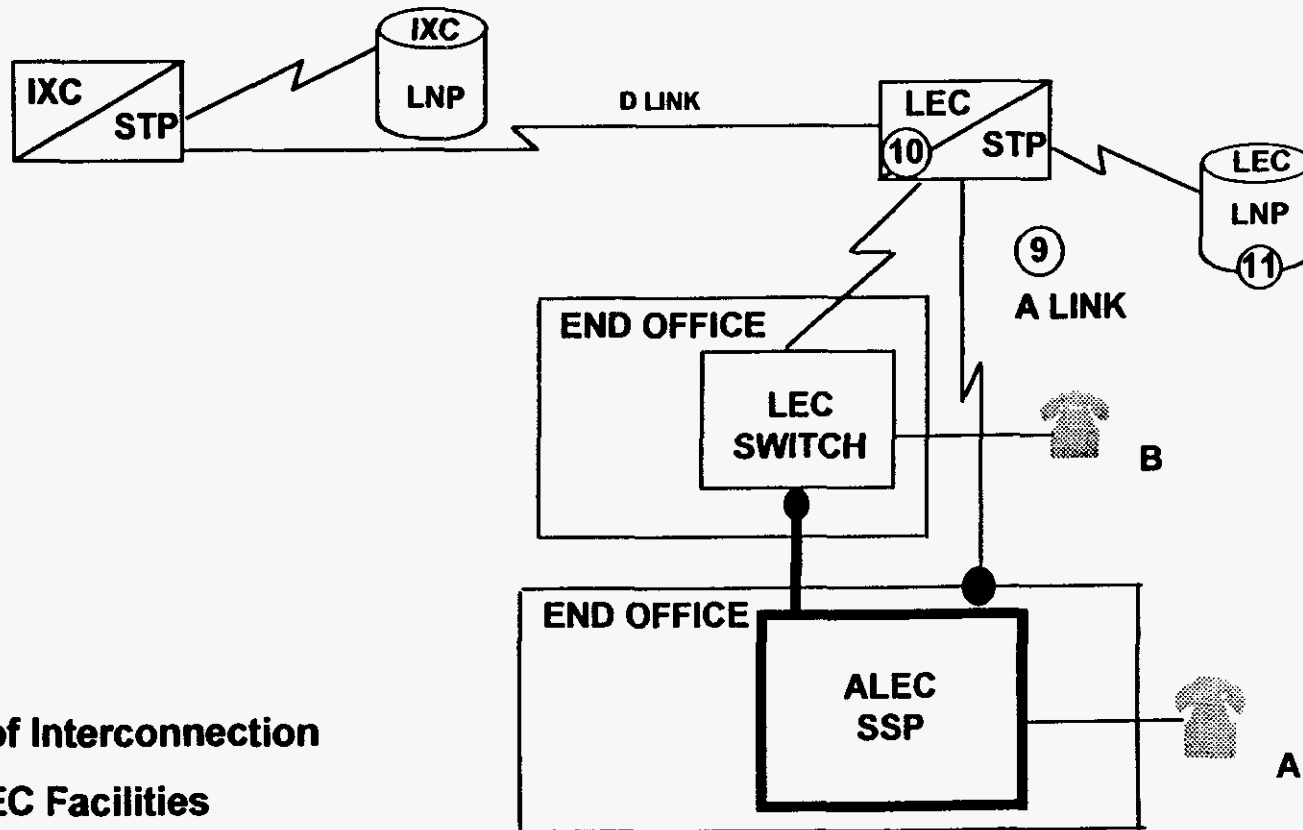 IXC
STP
IXC
LNP
D LINK
LEC
10
STP
LEC
LNP
11
9
A LINK
END OFFICE
LEC
SWITCH
B
END OFFICE
ALEC
SSP
A
of Interconnection
EC Facilities